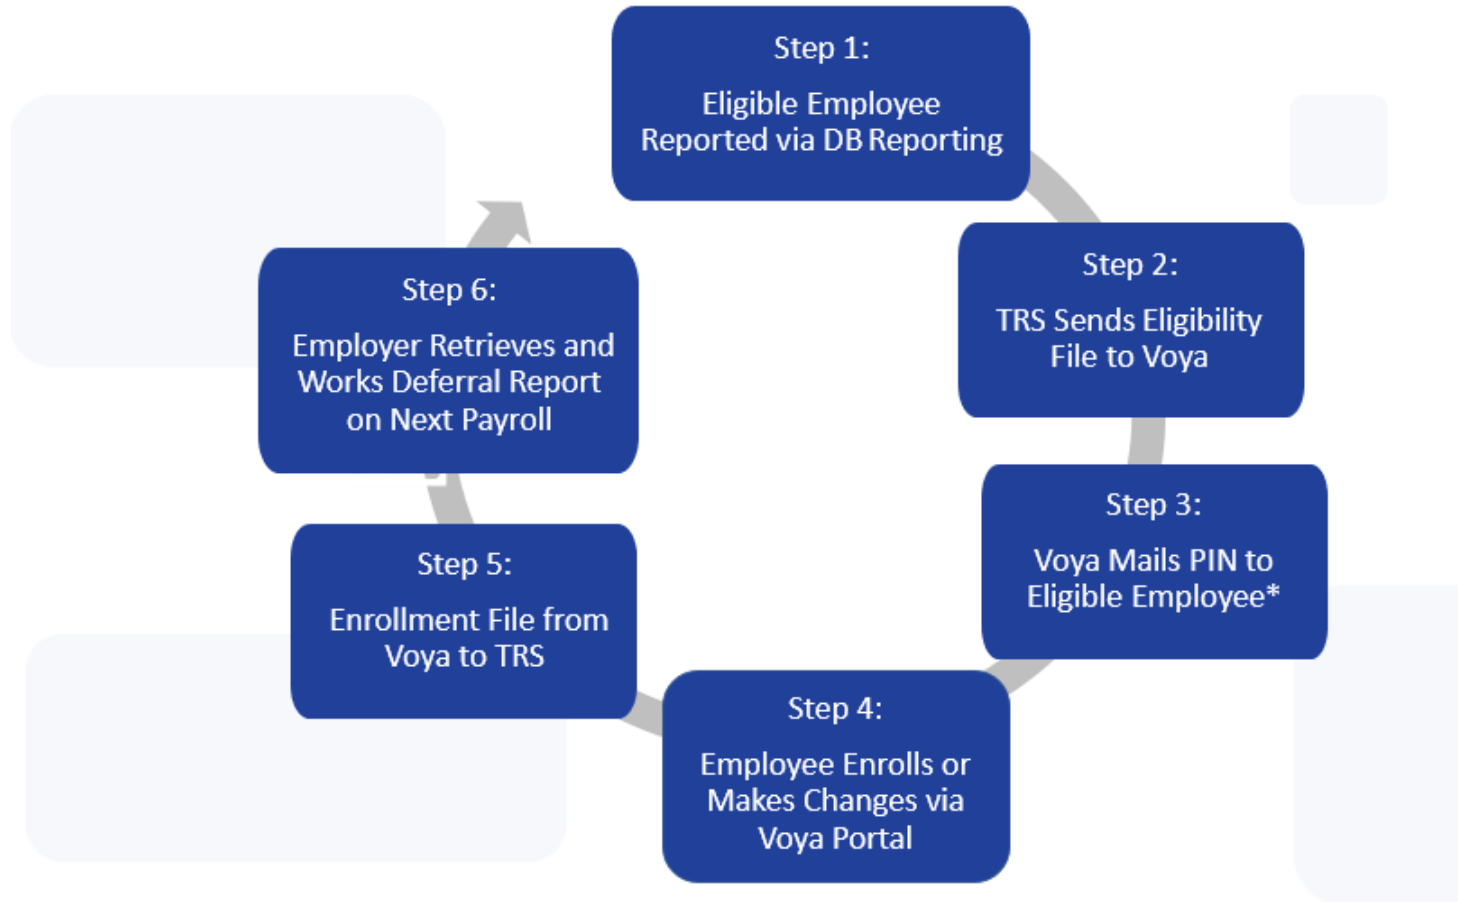 Step 1:
Eligible Employee
Reported via DB Reporting
Step 2:
TRS Sends Eligibility
File to Voya
Step 3:
Voya Mails PIN to
Eligible Employee*
Step 4:
Employee Enrolls or
Makes Changes via
Voya Portal
Step 5:
Enrollment File from
Voya to TRS
Step 6:
Employer Retrieves and
Works Deferral Report
on Next Payroll